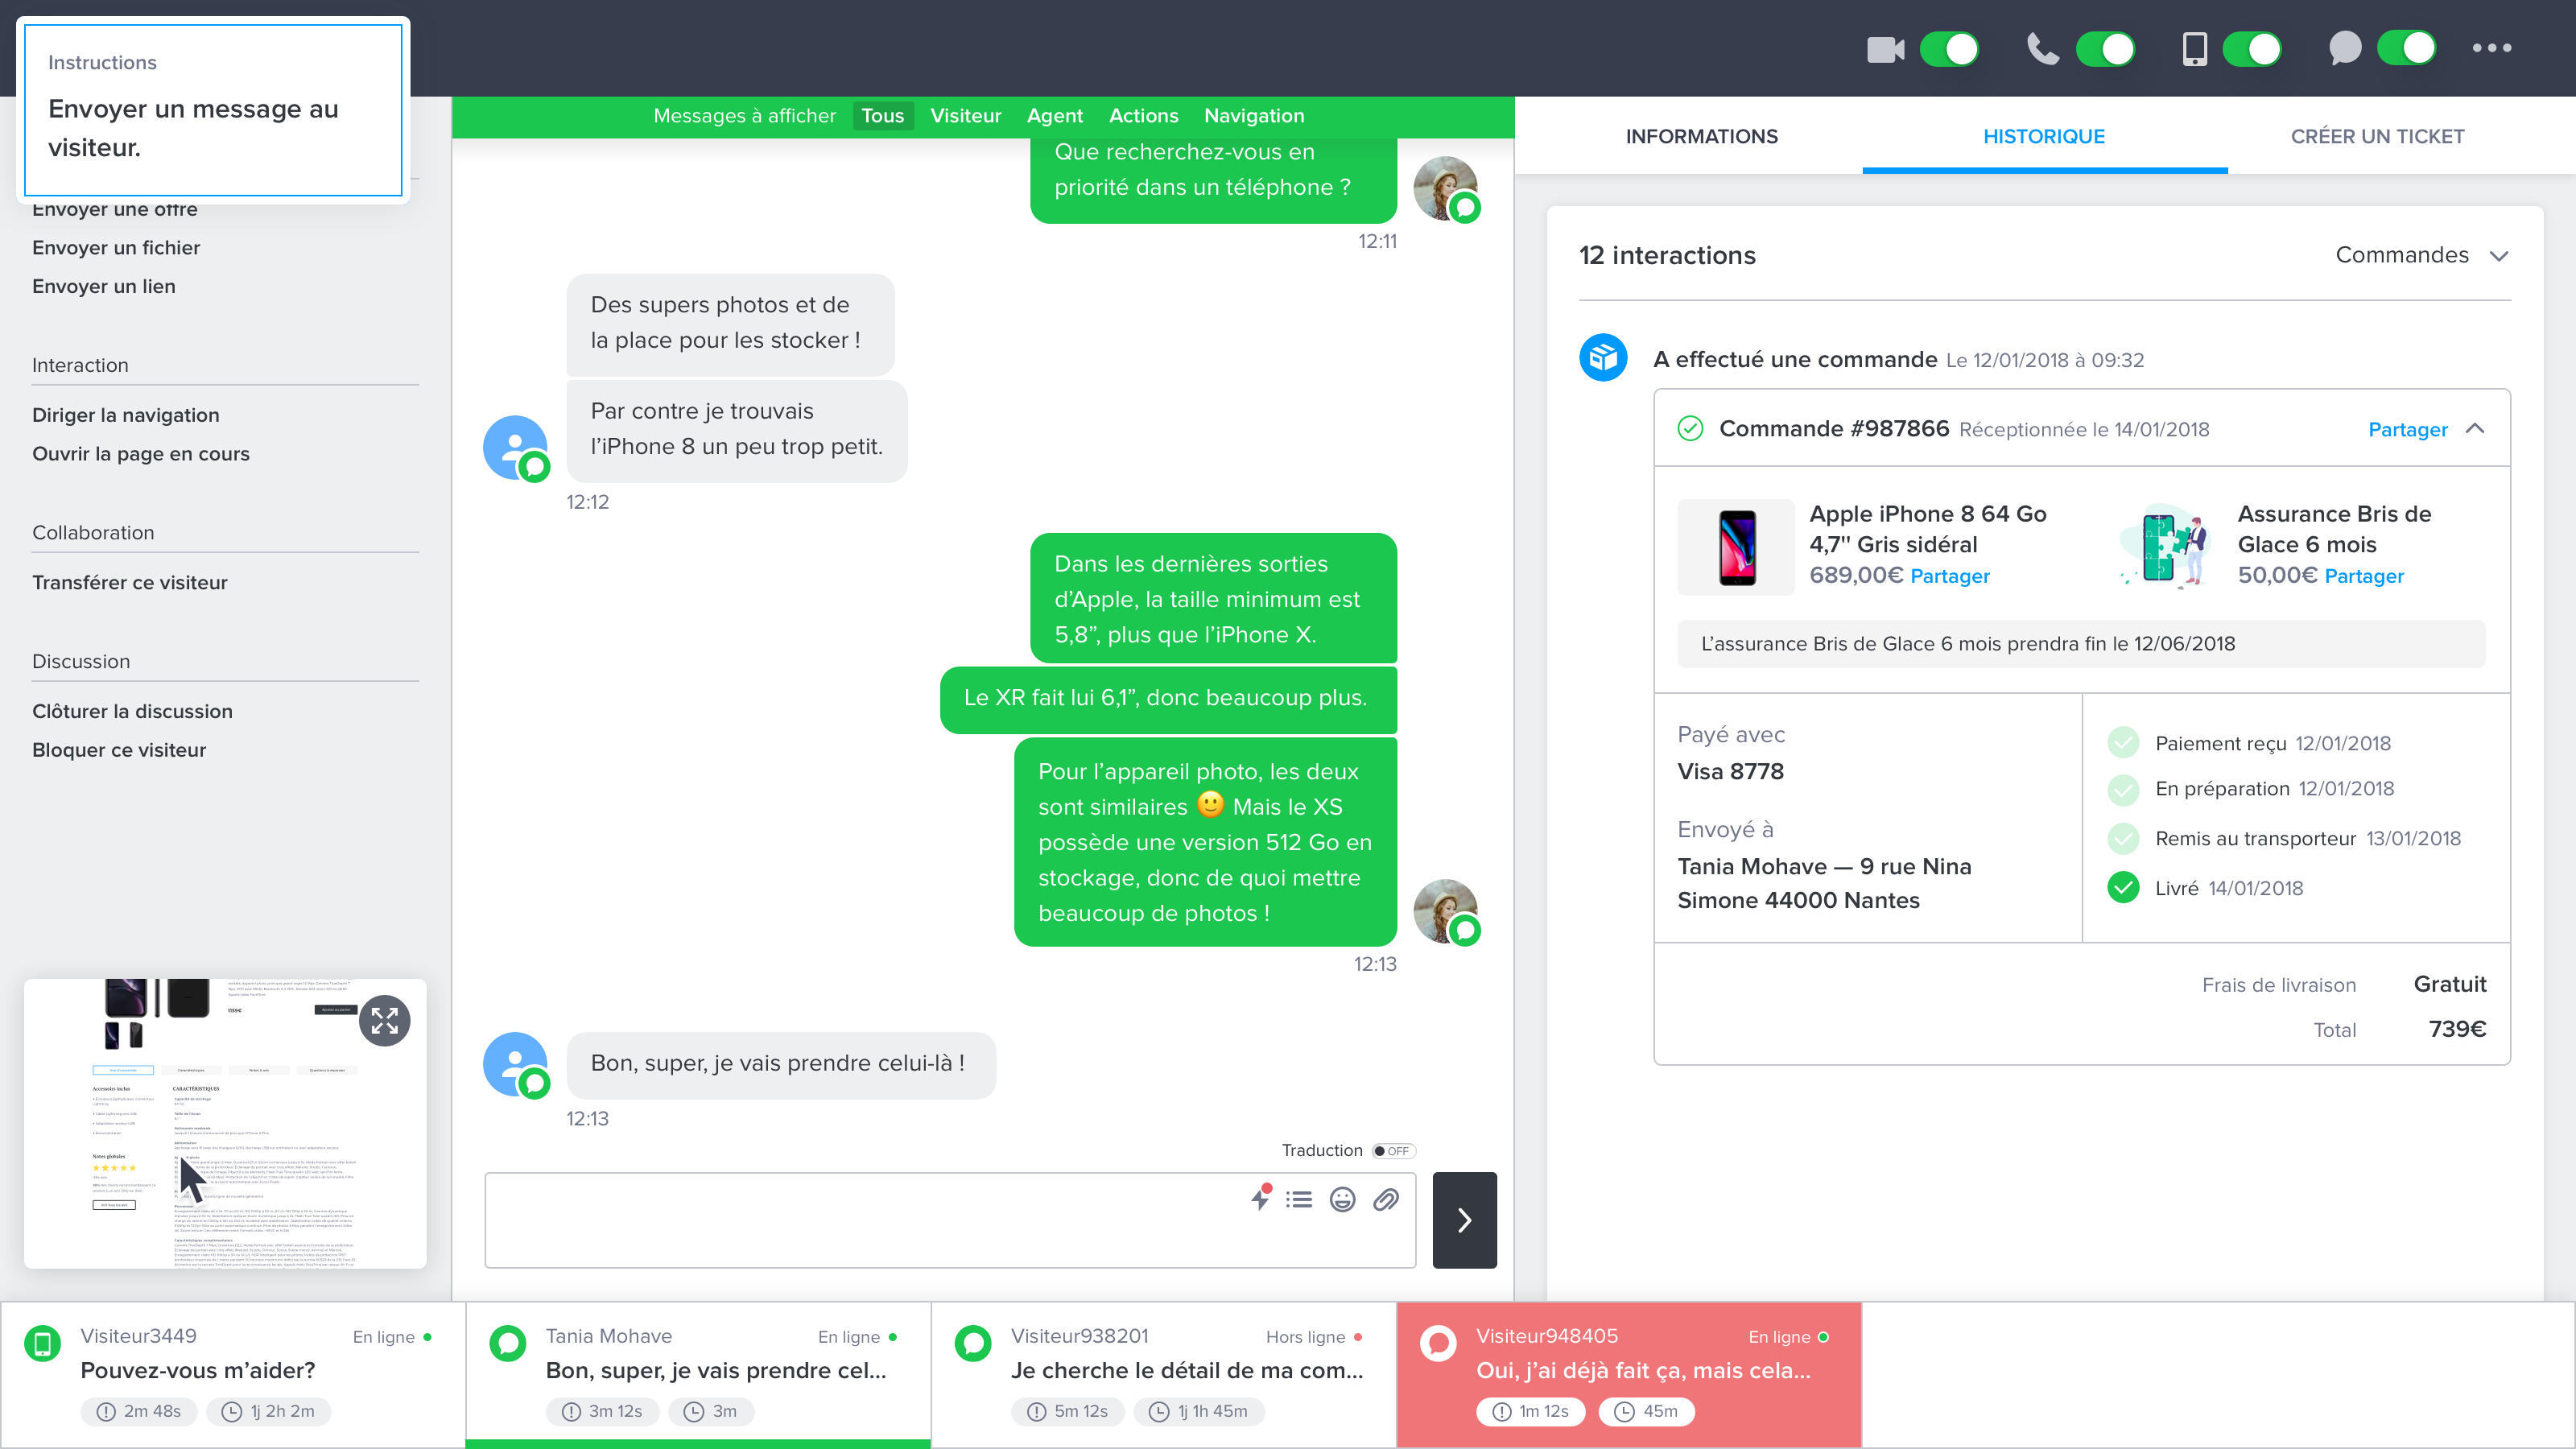 Instructions
Envoyer un message au
visiteur.
Envoyer une offre
Envoyer un fichier
Envoyer un lien
Interaction
Diriger la navigation
Ouvrir la page en cours
Collaboration
Transférer ce visiteur
Discussion
Clôturer la discussion
Bloquer ce visiteur
1159€
Accessoirs inclus
CARACTÉRISTIQUES
Notes globales
Messages à afficher Tous Visiteur Agent Actions Navigation
Que recherchez-vous en
priorité dans un téléphone ?
12:11
Des supers photos et de
la place pour les stocker !
Par contre je trouvais
l’iPhone 8 un peu trop petit.
12:12
Dans les dernières sorties
d’Apple, la taille minimum est
5,8”, plus que l’iPhone X.
Le XR fait lui 6,1”, donc beaucoup plus.
Pour l’appareil photo, les deux
sont similaires 🙂 Mais le XS
possède une version 512 Go en
stockage, donc de quoi mettre
beaucoup de photos !
12:13
Bon, super, je vais prendre celui-là !
12:13
Traduction OFF
INFORMATIONS HISTORIQUE CRÉER UN TICKET
12 interactions Commandes
A effectué une commande Le 12/01/2018 à 09:32
Commande #987866 Réceptionnée le 14/01/2018 Partager
Apple iPhone 8 64 Go
4,7'' Gris sidéral
689,00€ Partager
Assurance Bris de
Glace 6 mois
50,00€ Partager
L’assurance Bris de Glace 6 mois prendra fin le 12/06/2018
Payé avec
Visa 8778
Envoyé à
Tania Mohave — 9 rue Nina
Simone 44000 Nantes
Paiement reçu 12/01/2018
En préparation 12/01/2018
Remis au transporteur 13/01/2018
Livré 14/01/2018
Frais de livraison Gratuit
Total 739€
Visiteur3449 En ligne
Pouvez-vous m’aider?
2m 48s 1j 2h 2m
Tania Mohave En ligne
Bon, super, je vais prendre cel...
3m 12s 3m
Visiteur938201 Hors ligne
Je cherche le détail de ma com...
5m 12s 1j 1h 45m
Visiteur948405 En ligne
Oui, j’ai déjà fait ça, mais cela...
1m 12s 45m